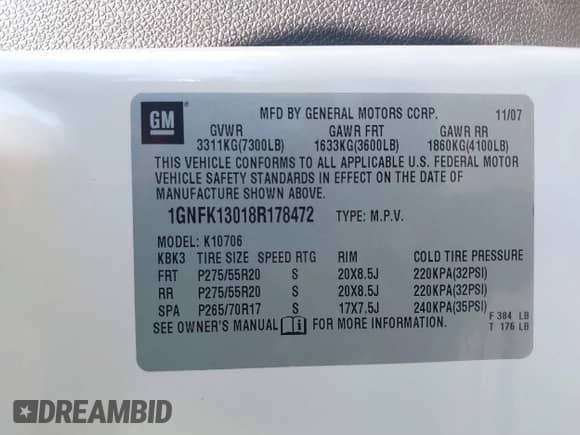 GM
MFD BY GENERAL MOTORS CORP. 11/07
GVWR GAWR FRT GAWR RR
3311KG(7300LB) 1633KG(3600LB) 1860KG(4100LB)
THIS VEHICLE CONFORMS TO ALL APPLICABLE U.S. FEDERAL MOTOR
VEHICLE SAFETY STANDARDS IN EFFECT ON THE DATE OF
MANUFACTURE SHOWN ABOVE.
1GNFK13018R178472 TYPE: M.P.V.
MODEL: K10706
KBK3 TIRE SIZE SPEED RTG RIM COLD TIRE PRESSURE
FRT P275/55R20 S 20X8.5J 220KPA(32PSI)
RR P275/55R20 S 20X8.5J 220KPA(32PSI)
SPA P265/70R17 S 17X7.5J 240KPA(35PSI)
F 384 LB
SEE OWNER'S MANUAL i FOR MORE INFORMATION.
T 176 LB
DREAMBID